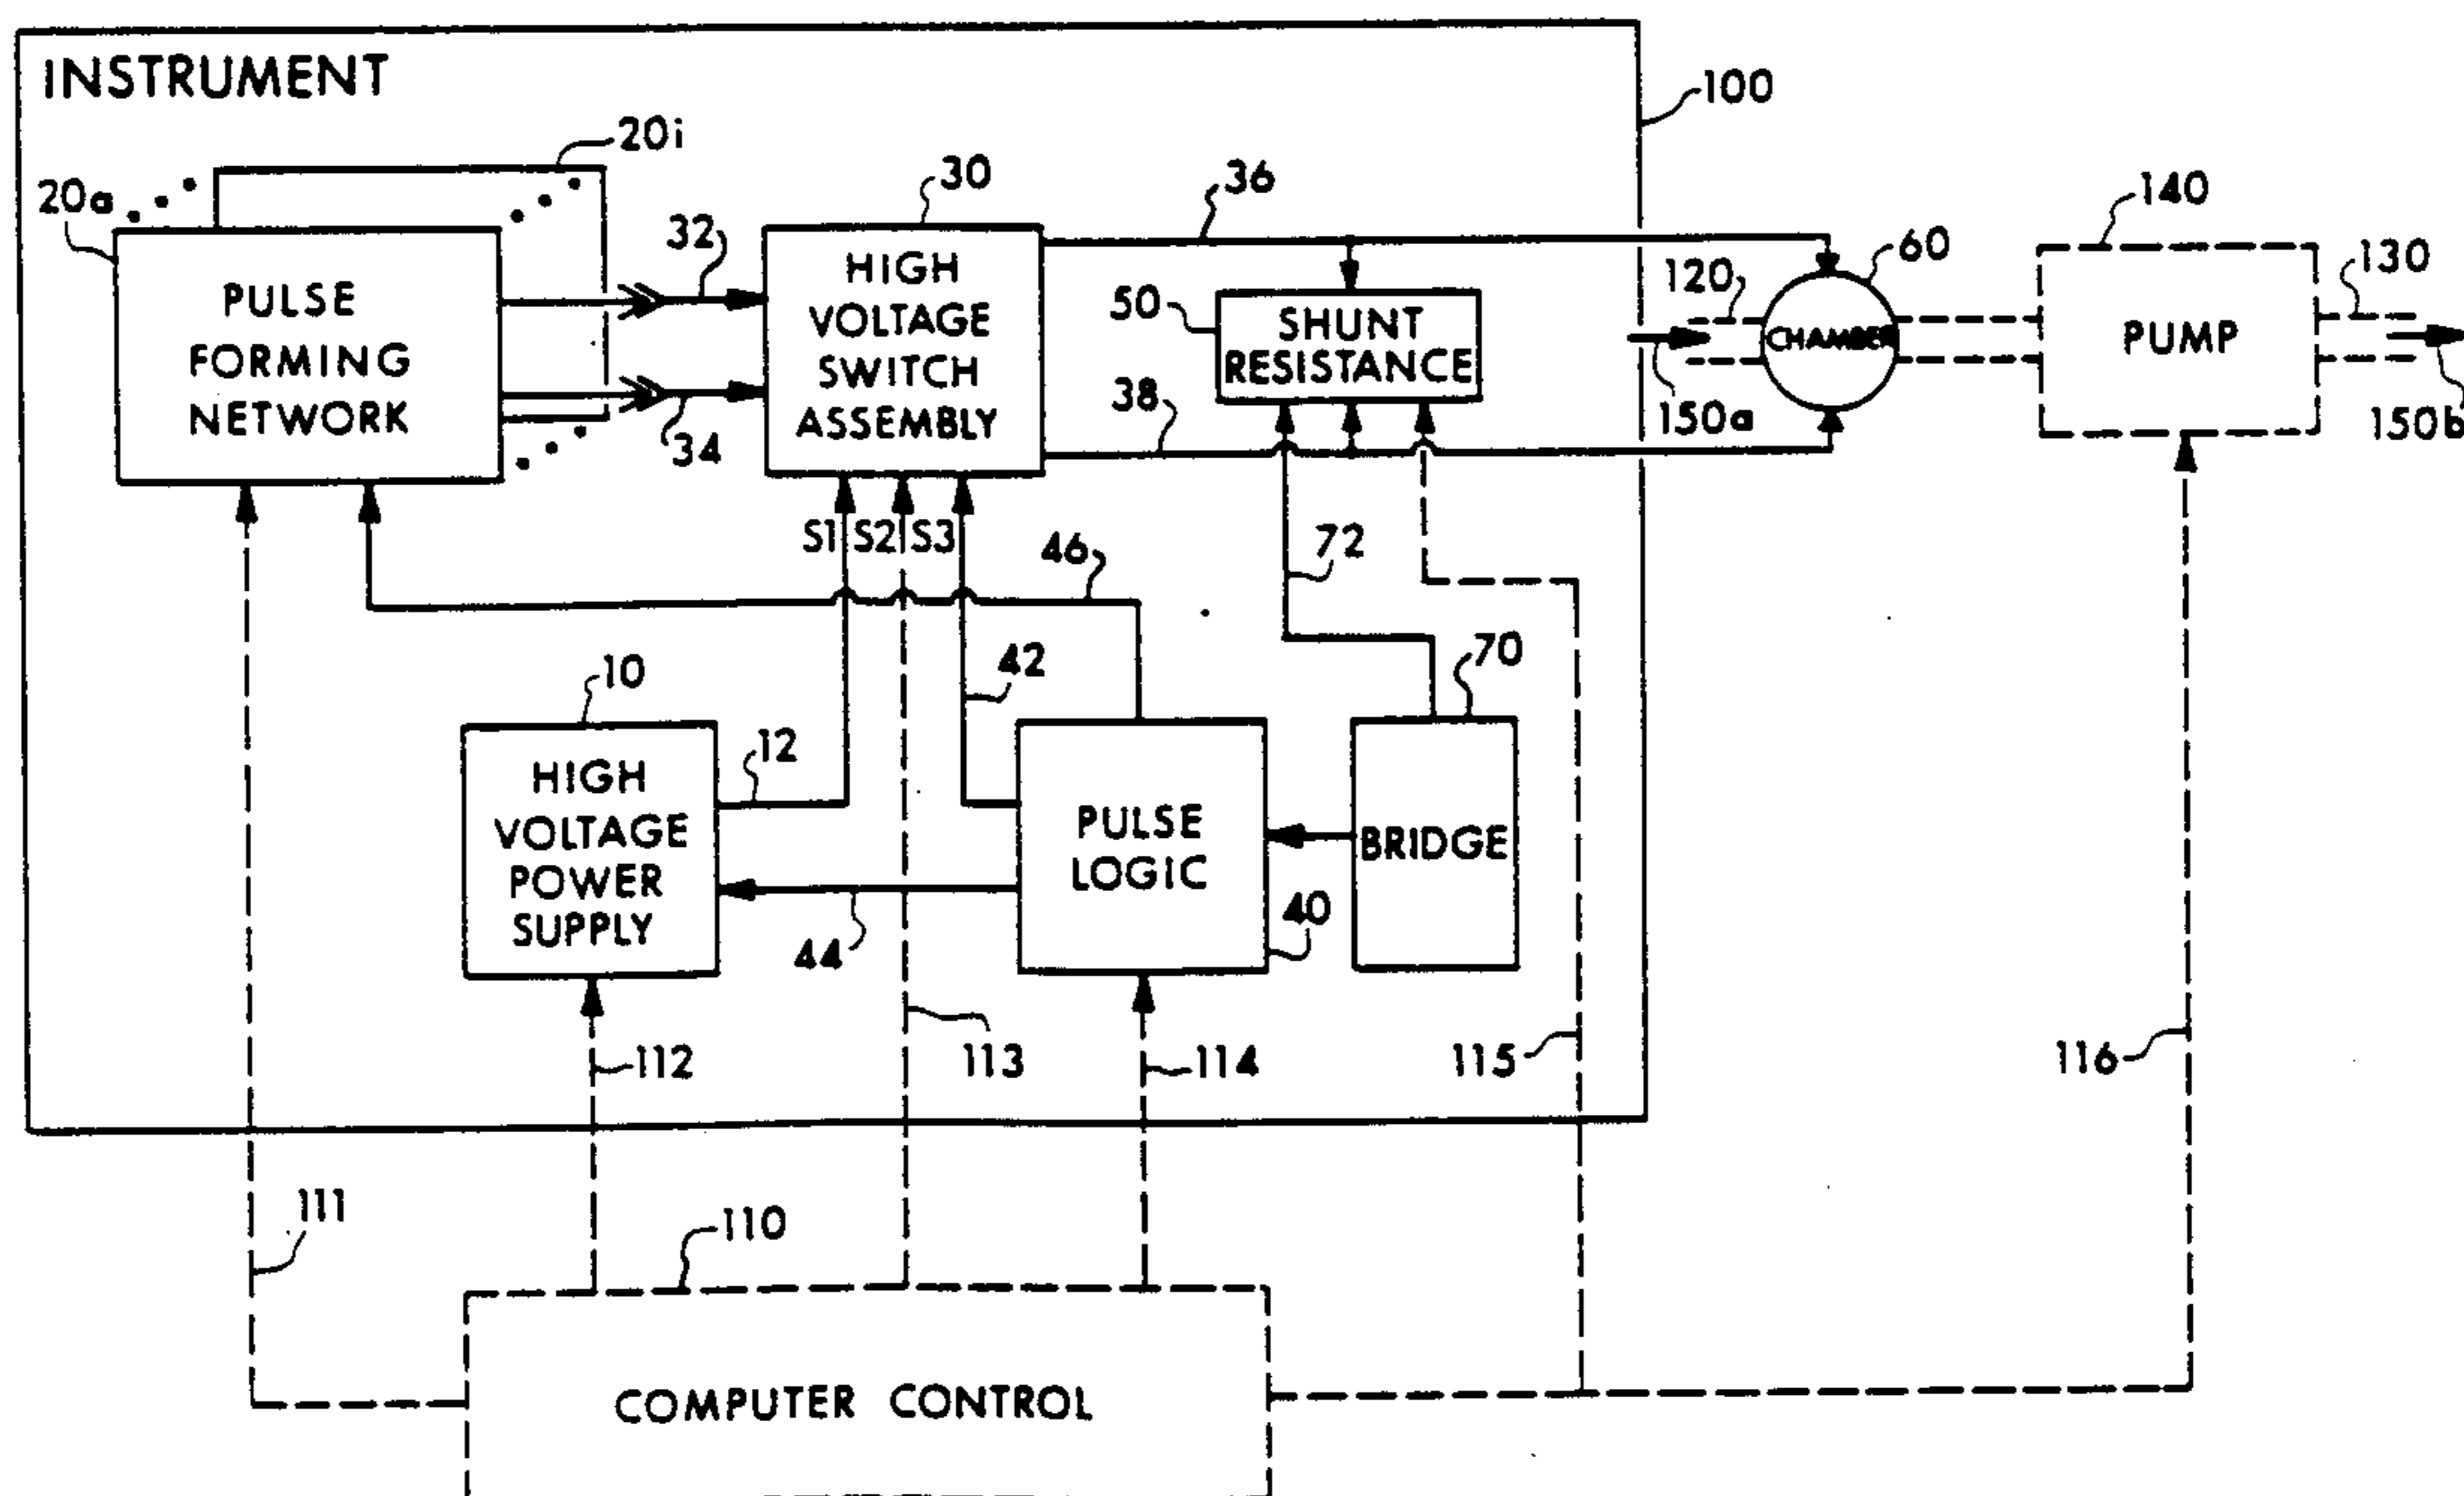 INSTRUMENT
100
20i
20a
30
36
140
32
60
130
HIGH
VOLTAGE
SWITCH
ASSEMBLY
PULSE
FORMING
NETWORK
120
50
SHUNT
RESISTANCE
CHAMBER
PUMP
38
150a
150b
34
S1 S2 S3
46
72
42
70
10
12
HIGH
VOLTAGE
POWER
SUPPLY
PULSE
LOGIC
BRIDGE
40
44
112
113
114
115
116
111
110
COMPUTER CONTROL